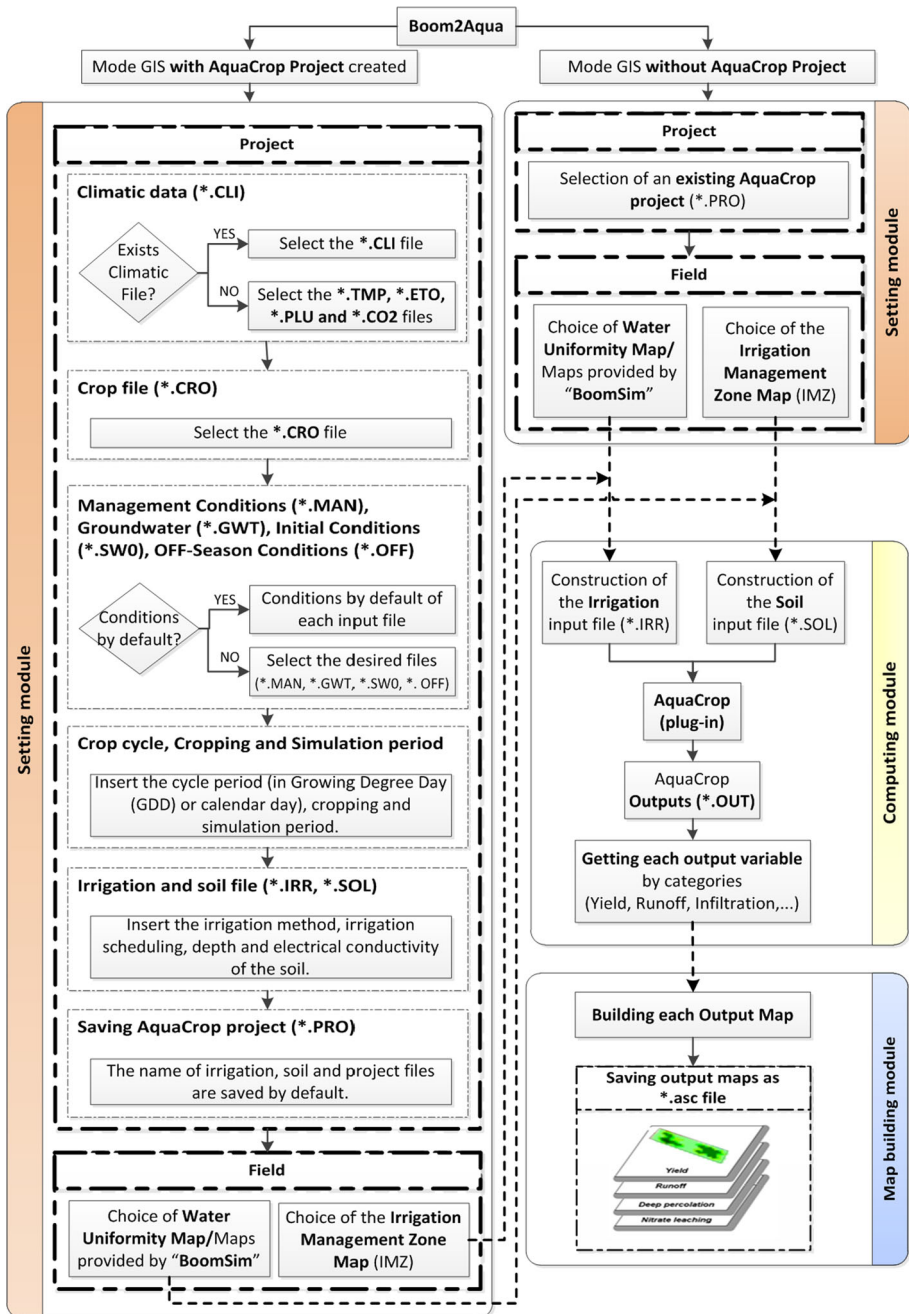 Boom2Aqua
Mode GIS with AquaCrop Project created
Mode GIS without AquaCrop Project
Setting module
Project
Climatic data (*.CLI)
Exists
Climatic
File?
YES
Select the *.CLI file
NO
Select the *.TMP, *.ETO,
*.PLU and *.CO2 files
Crop file (*.CRO)
Select the *.CRO file
Management Conditions (*.MAN),
Groundwater (*.GWT), Initial Conditions
(*.SW0), OFF-Season Conditions (*.OFF)
Conditions
by default?
YES
Conditions by default of
each input file
NO
Select the desired files
(*.MAN, *.GWT, *.SW0, *. OFF)
Crop cycle, Cropping and Simulation period
Insert the cycle period (in Growing Degree Day
(GDD) or calendar day), cropping and
simulation period.
Irrigation and soil file (*.IRR, *.SOL)
Insert the irrigation method, irrigation
scheduling, depth and electrical conductivity
of the soil.
Saving AquaCrop project (*.PRO)
The name of irrigation, soil and project files
are saved by default.
Field
Choice of Water
Uniformity Map/Maps
provided by “BoomSim”
Choice of the Irrigation
Management Zone
Map (IMZ)
Project
Selection of an existing AquaCrop
project (*.PRO)
Field
Choice of Water
Uniformity Map/
Maps provided by
“BoomSim”
Choice of the
Irrigation
Management
Zone Map (IMZ)
Setting module
Construction of
the Irrigation
input file (*.IRR)
Construction of
the Soil
input file (*.SOL)
AquaCrop
(plug-in)
AquaCrop
Outputs (*.OUT)
Getting each output variable
by categories
(Yield, Runoff, Infiltration,...)
Computing module
Building each Output Map
Saving output maps as
*.asc file
Yield
Runoff
Deep percolation
Nitrate leaching
Map building module